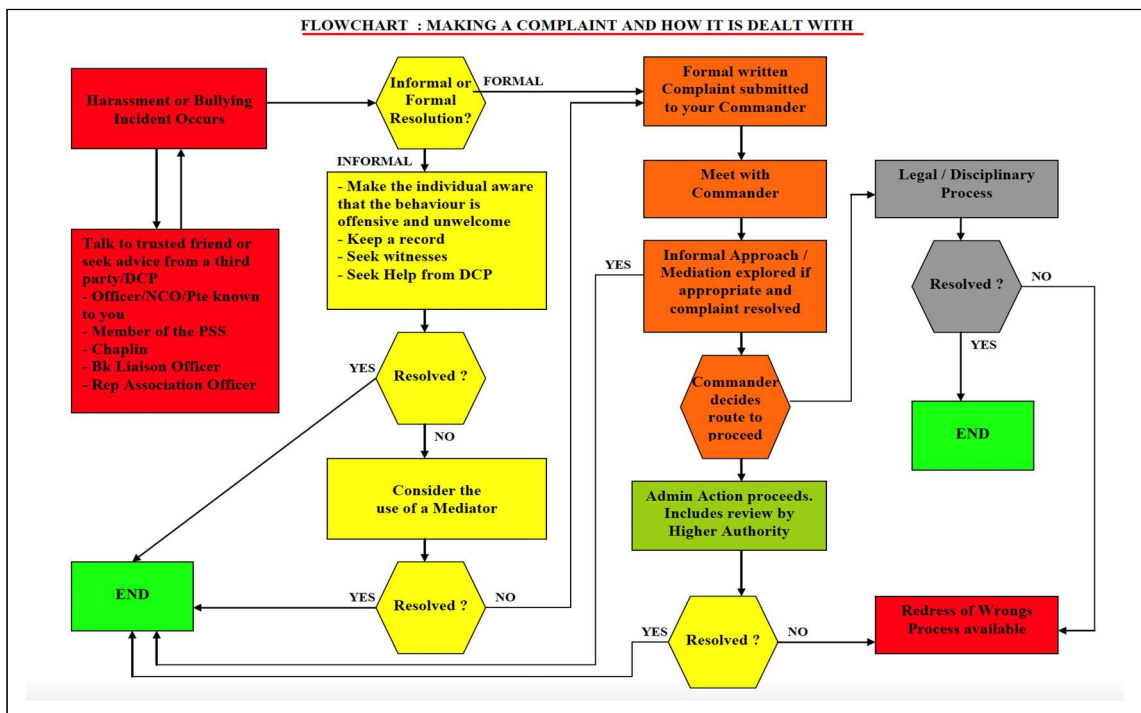 FLOWCHART : MAKING A COMPLAINT AND HOW IT IS DEALT WITH
Harassment or Bullying
Incident Occurs
Talk to trusted friend or
seek advice from a third
party/DCP
- Officer/NCO/Pte known
to you
- Member of the PSS
- Chaplin
- Bk Liaison Officer
- Rep Association Officer
Informal or
Formal
Resolution?
FORMAL
INFORMAL
- Make the individual aware
that the behaviour is
offensive and unwelcome
- Keep a record
- Seek witnesses
- Seek Help from DCP
Resolved ?
YES
NO
Consider the
use of a Mediator
Resolved ?
YES
NO
END
Formal written
Complaint submitted
to your Commander
Meet with
Commander
Informal Approach /
Mediation explored if
appropriate and
complaint resolved
YES
Commander
decides
route to
proceed
Admin Action proceeds.
Includes review by
Higher Authority
Resolved ?
YES
NO
Legal / Disciplinary
Process
Resolved ?
NO
YES
END
Redress of Wrongs
Process available